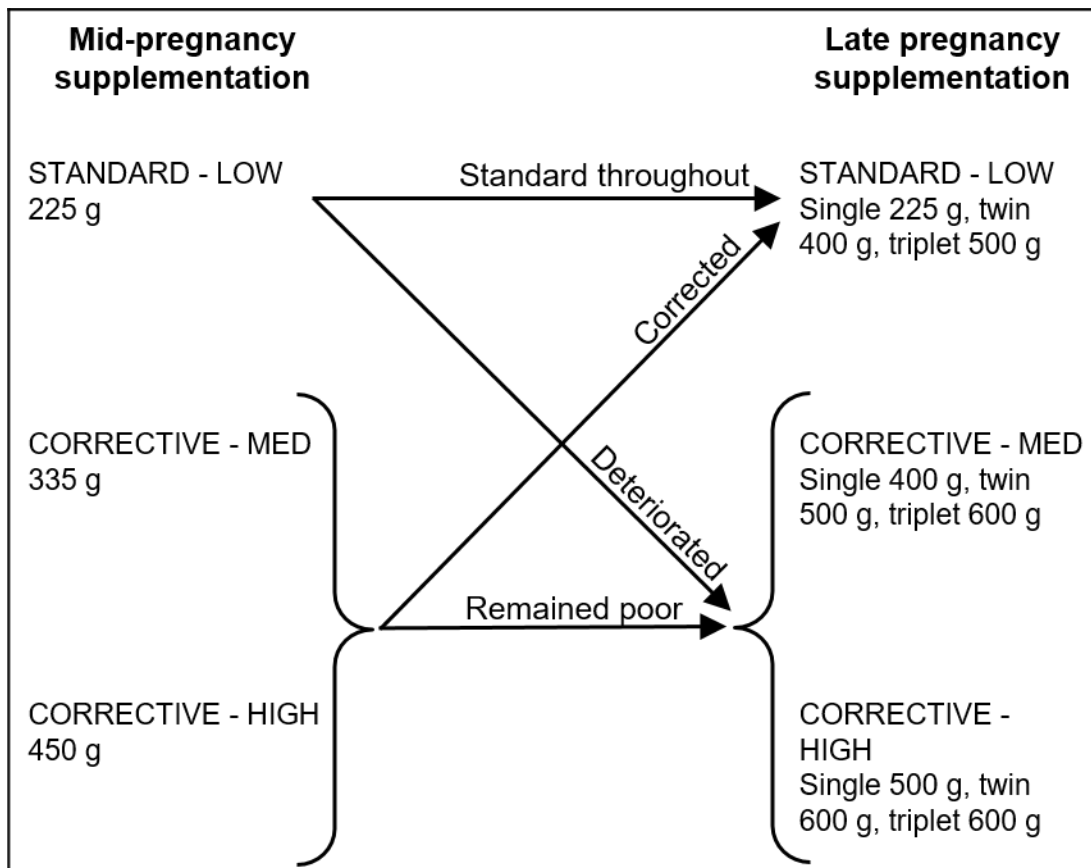 Mid-pregnancy
supplementation
Late pregnancy
supplementation
STANDARD - LOW
225 g
Standard throughout
STANDARD - LOW
Single 225 g, twin
400 g, triplet 500 g
Corrected
CORRECTIVE - MED
335 g
Deteriorated
CORRECTIVE - MED
Single 400 g, twin
500 g, triplet 600 g
Remained poor
CORRECTIVE - HIGH
450 g
CORRECTIVE -
HIGH
Single 500 g, twin
600 g, triplet 600 g